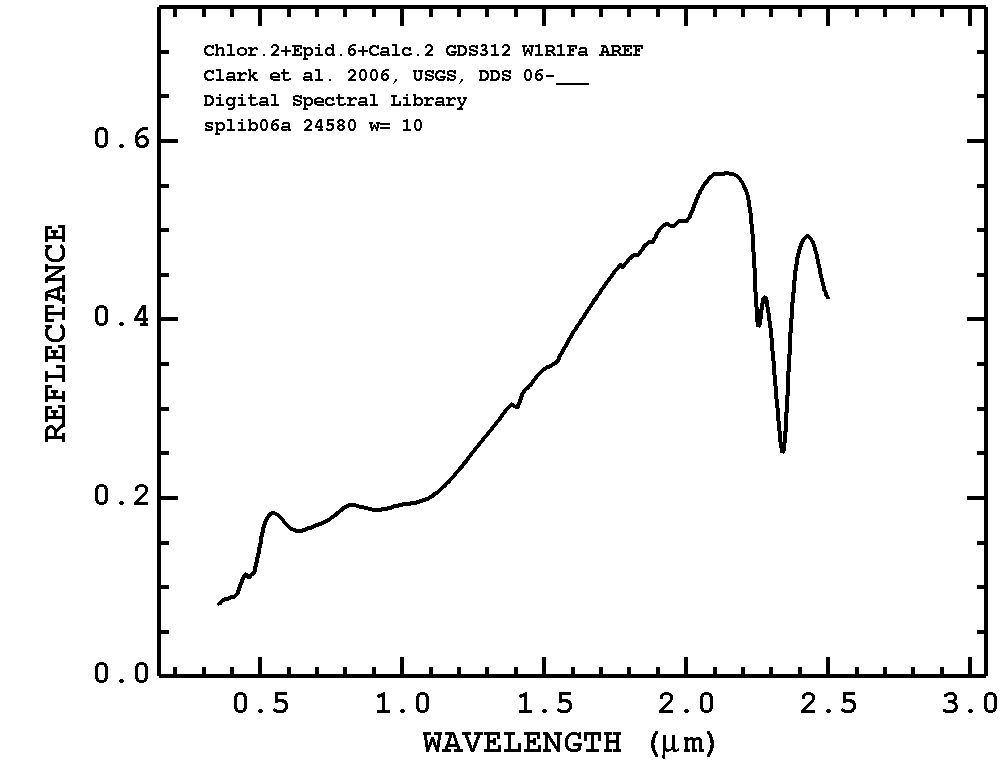 Chlor.2+Epid.6+Calc.2 GDS312 W1R1Fa AREF
Clark et al. 2006, USGS, DDS 06-___
Digital Spectral Library
splib06a 24580 w= 10
0.6
0.4
0.2
0.0
REFLECTANCE
0.5 1.0 1.5 2.0 2.5 3.0
WAVELENGTH (μm)